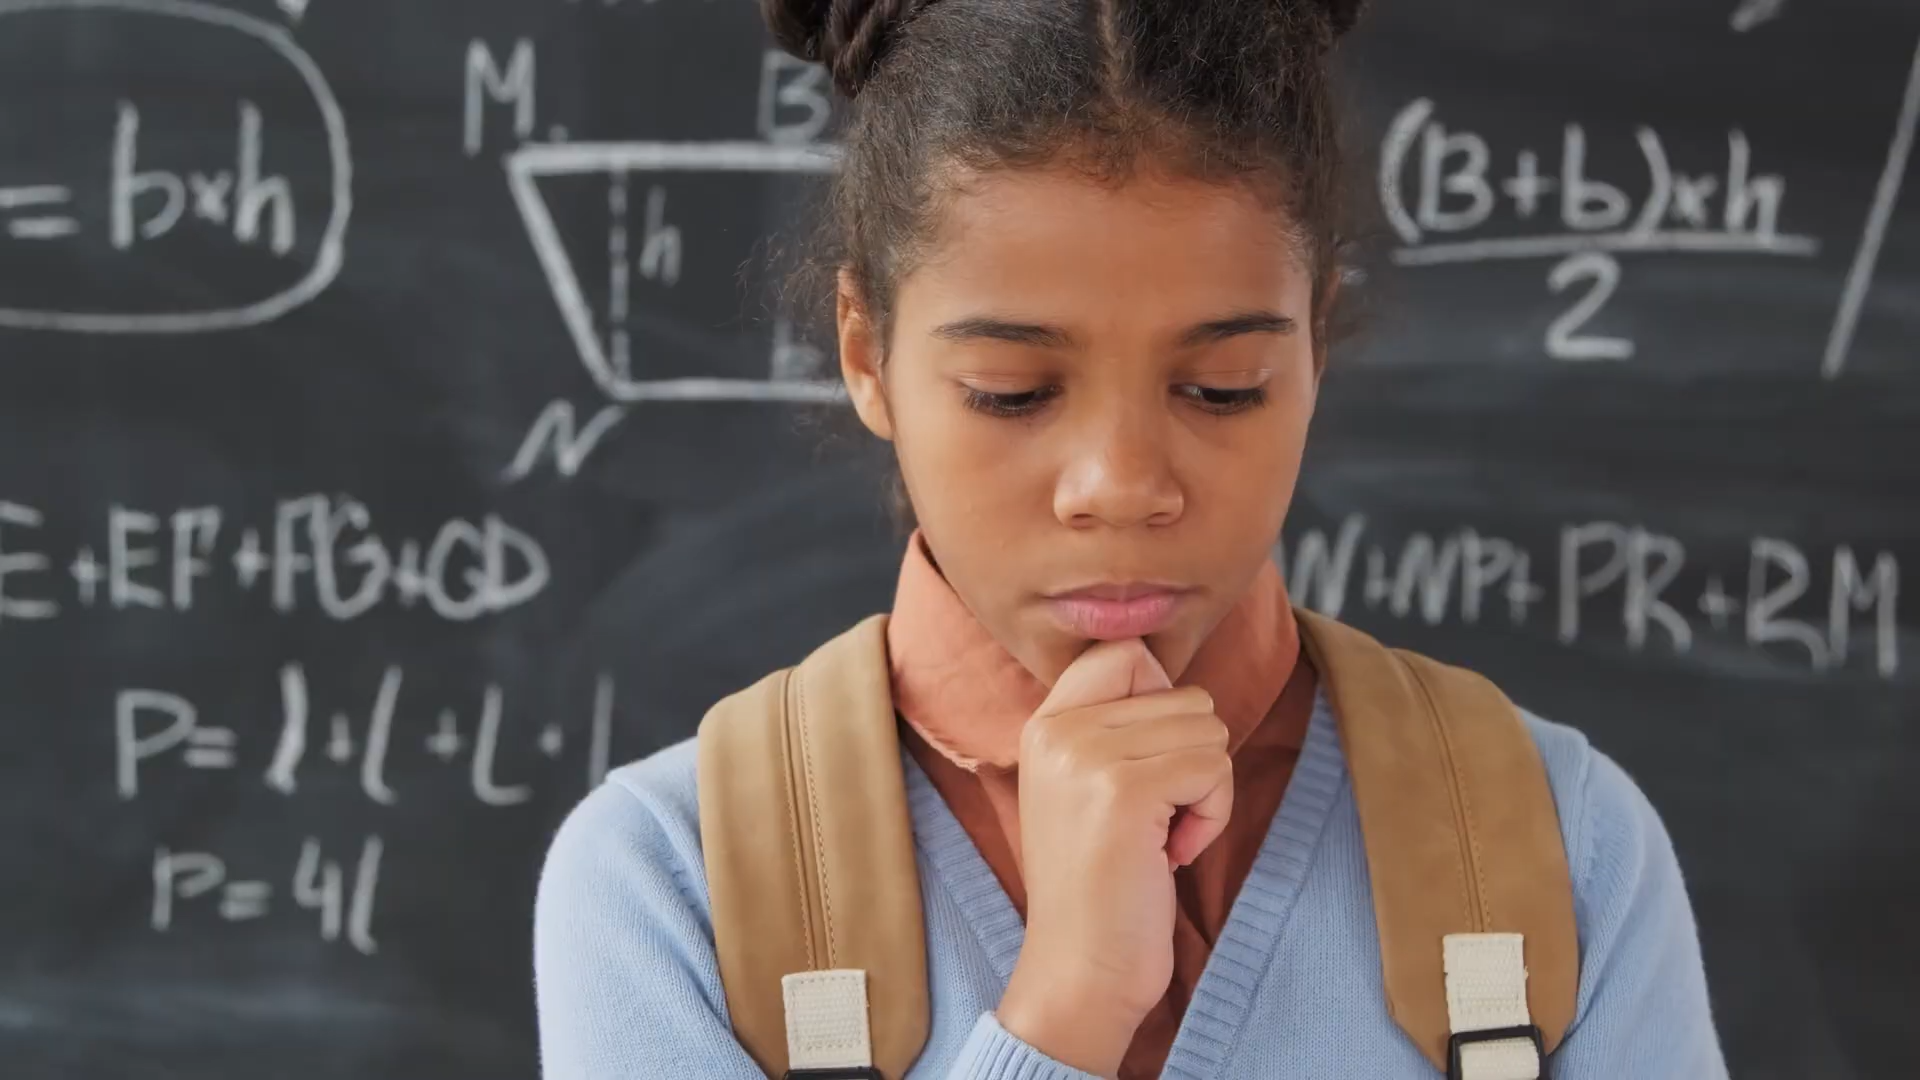 = b×h
M
B
h
b
N
(B+b)×h
2
E+EF+FG+GD
N+NP+PR+RM
P=l+l+l+l
P=4l